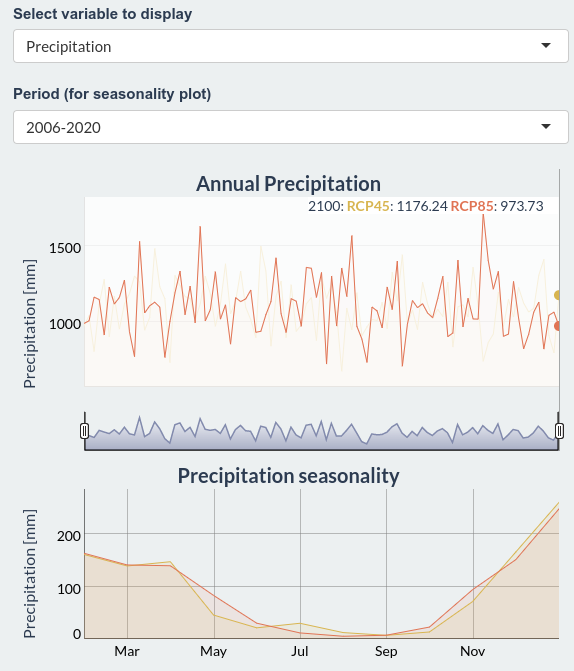 Select variable to display
Precipitation
Period (for seasonality plot)
2006-2020
Annual Precipitation
2100: RCP45: 1176.24 RCP85: 973.73
Precipitation [mm]
1500
1000
Precipitation seasonality
Precipitation [mm]
200
100
0
Mar May Jul Sep Nov